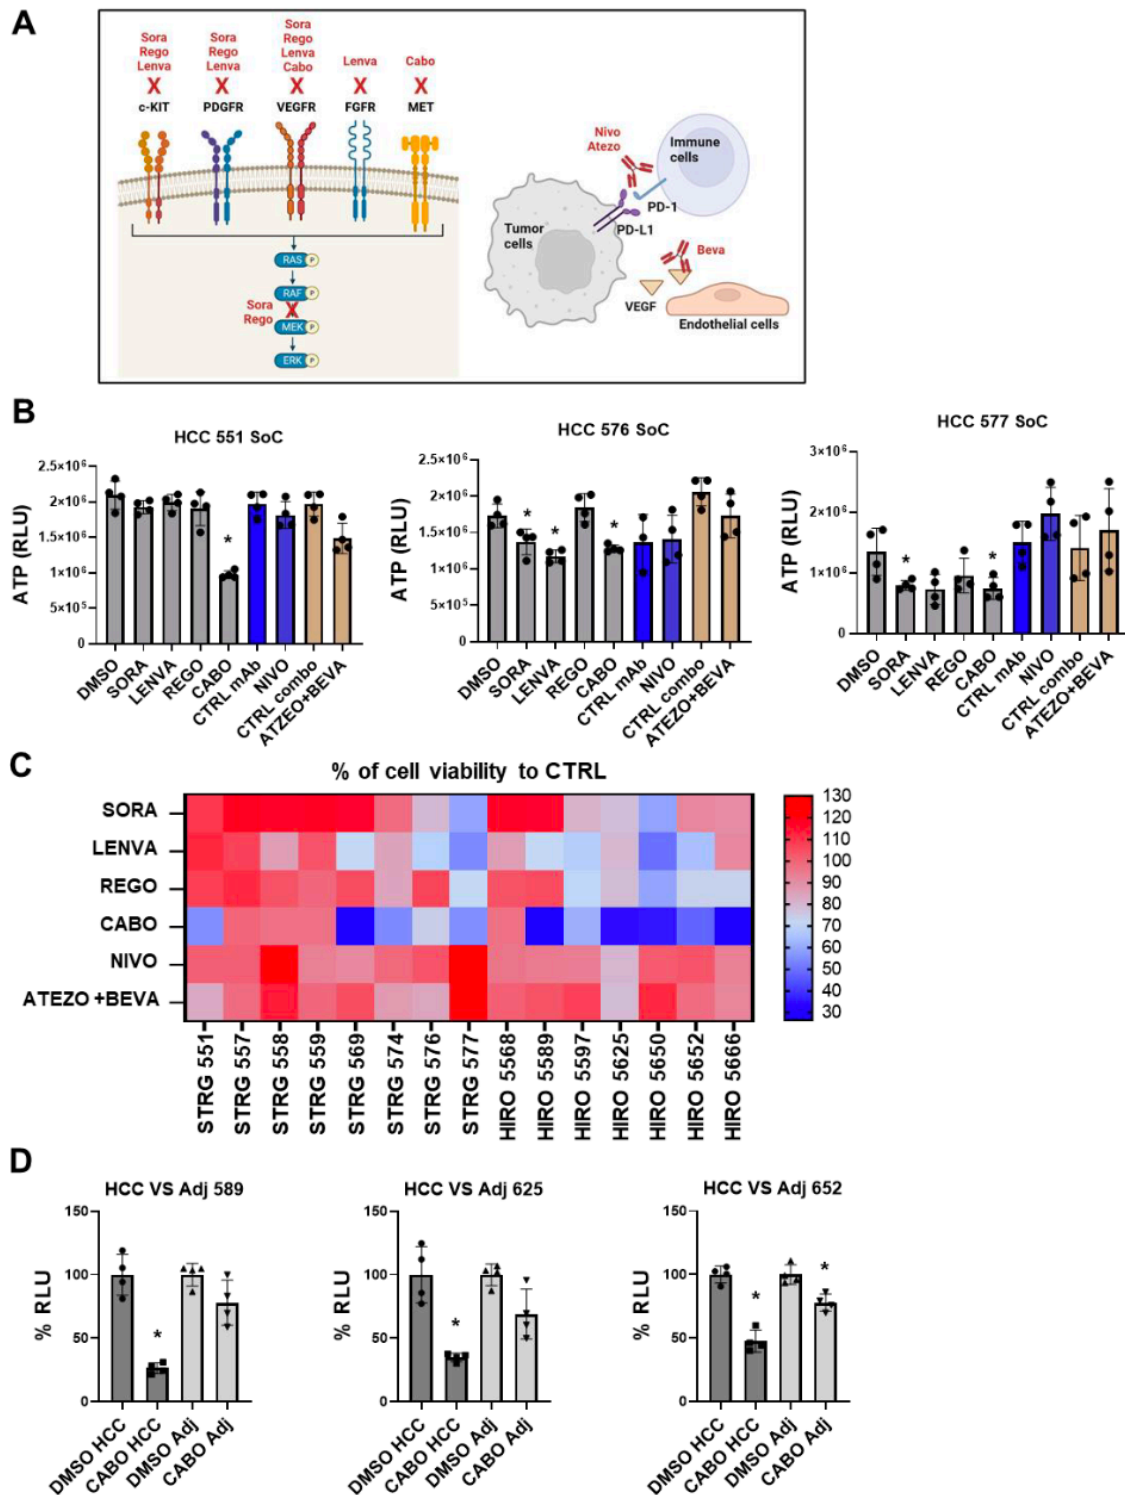 A
Sora
Rego
Lenva
X
c-KIT
Sora
Rego
Lenva
X
PDGFR
Sora
Rego
Lenva
Cabo
X
VEGFR
Lenva
X
FGFR
Cabo
X
MET
RAS P
RAF P
Sora
Rego
X
MEK P
ERK P
Nivo
Atezo
Immune
cells
PD-1
PD-L1
Tumor
cells
Beva
VEGF
Endothelial cells
B
HCC 551 SoC
ATP (RLU)
2.5×10⁶
2×10⁶
1.5×10⁶
1×10⁶
5×10⁵
0
*
DMSO
SORA
LENVA
REGO
CABO
CTRL mAb
NIVO
CTRL combo
ATZEO+BEVA
HCC 576 SoC
ATP (RLU)
2.5×10⁶
2×10⁶
1.5×10⁶
1×10⁶
5×10⁵
0
* * *
DMSO
SORA
LENVA
REGO
CABO
CTRL mAb
NIVO
CTRL combo
ATEZO+BEVA
HCC 577 SoC
ATP (RLU)
3×10⁶
2×10⁶
1×10⁶
0
* *
DMSO
SORA
LENVA
REGO
CABO
CTRL mAb
NIVO
CTRL combo
ATEZO+BEVA
C
% of cell viability to CTRL
SORA
LENVA
REGO
CABO
NIVO
ATEZO +BEVA
130
120
110
100
90
80
70
60
50
40
30
STRG 551
STRG 557
STRG 558
STRG 559
STRG 569
STRG 574
STRG 576
STRG 577
HIRO 5568
HIRO 5589
HIRO 5597
HIRO 5625
HIRO 5650
HIRO 5652
HIRO 5666
D
HCC VS Adj 589
% RLU
150
100
50
0
*
DMSO HCC
CABO HCC
DMSO Adj
CABO Adj
HCC VS Adj 625
% RLU
150
100
50
0
*
DMSO HCC
CABO HCC
DMSO Adj
CABO Adj
HCC VS Adj 652
% RLU
150
100
50
0
* *
DMSO HCC
CABO HCC
DMSO Adj
CABO Adj